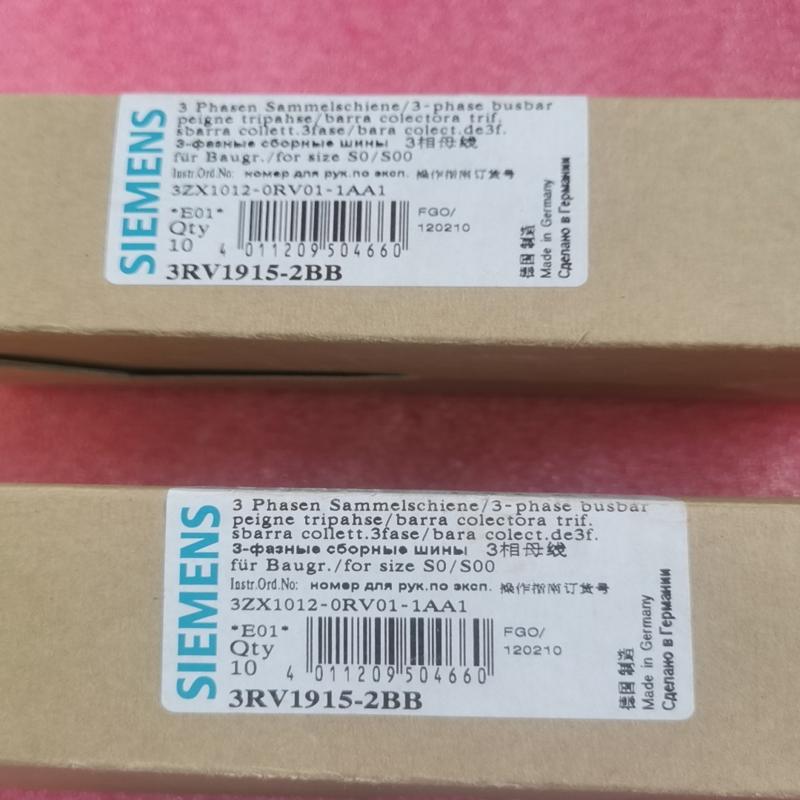 SIEMENS
3 Phasen Sammelschiene/3-phase busbar
peigne tripahse/barra colectora trif.
sbarra collett.3fase/bara colect.de3f.
3-фазные сборные шины 3相母线
für Baugr./for size S0/S00
Instr.Ord.No: номер для рук.по эксп. 操作指南订货号
3ZX1012-0RV01-1AA1
*E01*
Qty
10
4 011209 504660
FGO/
120210
3RV1915-2BB
德国 制造
Made in Germany
Сделано в Германии
SIEMENS
3 Phasen Sammelschiene/3-phase busbar
peigne tripahse/barra colectora trif.
sbarra collett.3fase/bara colect.de3f.
3-фазные сборные шины 3相母线
für Baugr./for size S0/S00
Instr.Ord.No: номер для рук.по эксп. 操作指南订货号
3ZX1012-0RV01-1AA1
*E01*
Qty
10
4 011209 504660
FGO/
120210
3RV1915-2BB
德国 制造
Made in Germany
Сделано в Германии